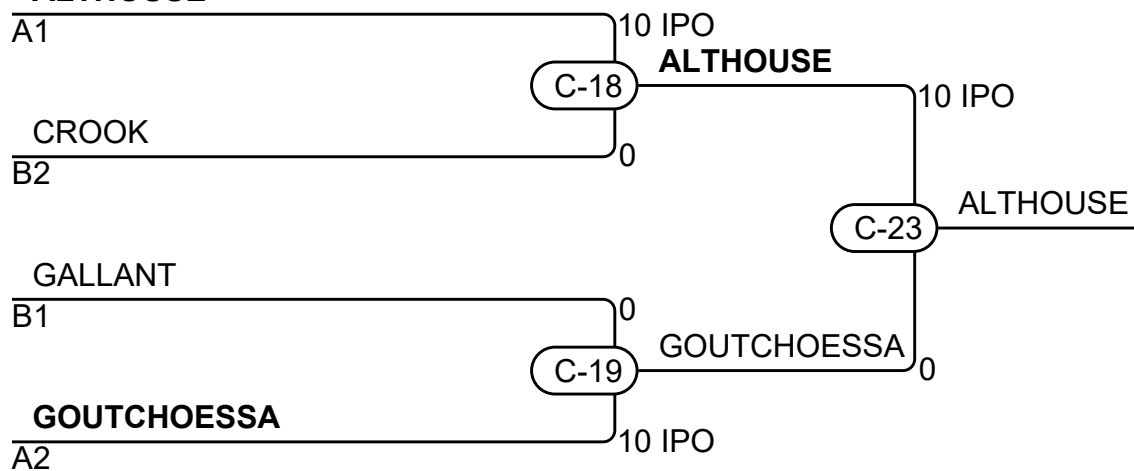 A1
10 IPO
ALTHOUSE
C-18
10 IPO
CROOK
0
B2
ALTHOUSE
C-23
GALLANT
B1
0
GOUTCHOESSA
0
C-19
GOUTCHOESSA
10 IPO
A2